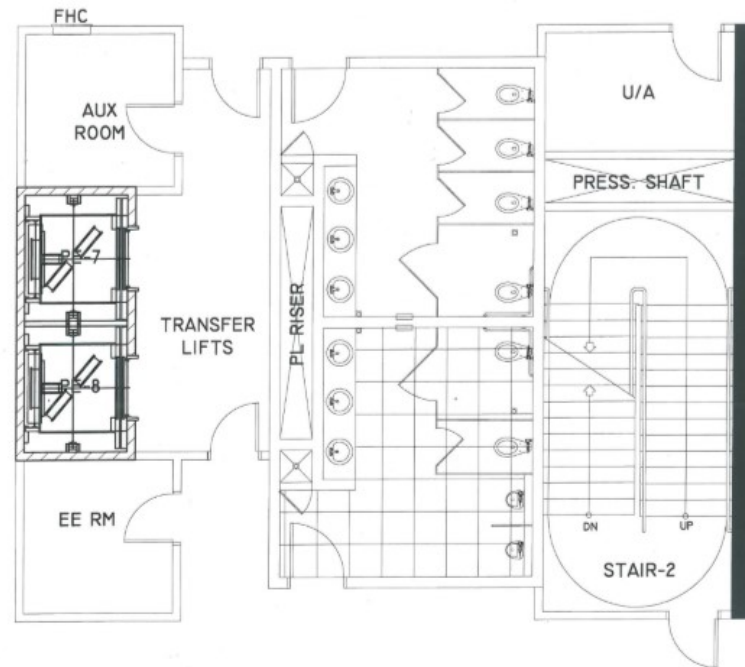 FHC
AUX
ROOM
U/A
PRESS. SHAFT
TRANSFER
LIFTS
PL RISER
EE RM
DN
UP
STAIR-2